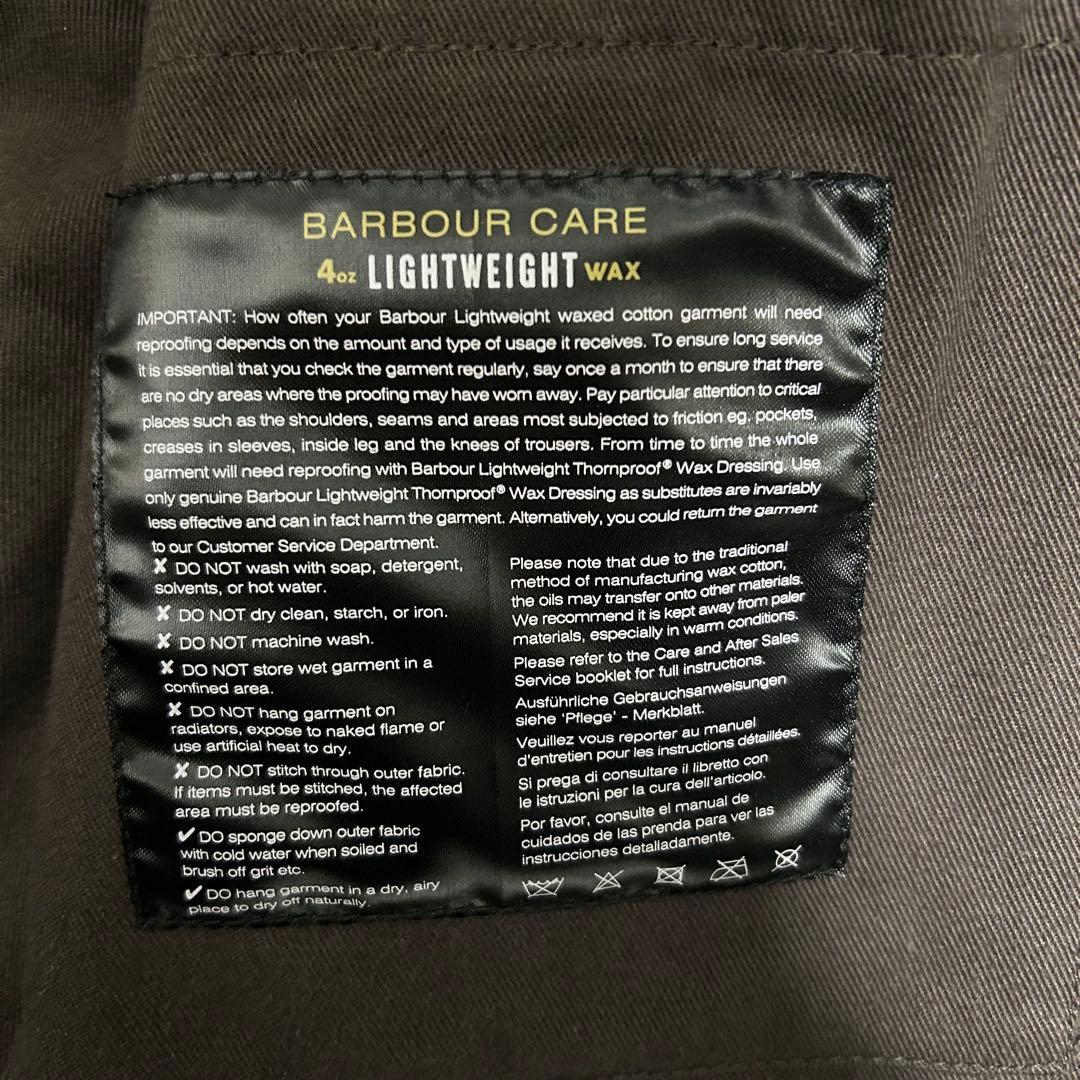 BARBOUR CARE
4oz LIGHTWEIGHT WAX
IMPORTANT: How often your Barbour Lightweight waxed cotton garment will need
reproofing depends on the amount and type of usage it receives. To ensure long service
it is essential that you check the garment regularly, say once a month to ensure that there
are no dry areas where the proofing may have worn away. Pay particular attention to critical
places such as the shoulders, seams and areas most subjected to friction eg. pockets,
creases in sleeves, inside leg and the knees of trousers. From time to time the whole
garment will need reproofing with Barbour Lightweight Thornproof® Wax Dressing. Use
only genuine Barbour Lightweight Thornproof® Wax Dressing as substitutes are invariably
less effective and can in fact harm the garment. Alternatively, you could return the garment
to our Customer Service Department.
✘ DO NOT wash with soap, detergent,
solvents, or hot water.
✘ DO NOT dry clean, starch, or iron.
✘ DO NOT machine wash.
✘ DO NOT store wet garment in a
confined area.
✘ DO NOT hang garment on
radiators, expose to naked flame or
use artificial heat to dry.
✘ DO NOT stitch through outer fabric.
If items must be stitched, the affected
area must be reproofed.
✔ DO sponge down outer fabric
with cold water when soiled and
brush off grit etc.
✔ DO hang garment in a dry, airy
place to dry off naturally.
Please note that due to the traditional
method of manufacturing wax cotton,
the oils may transfer onto other materials.
We recommend it is kept away from paler
materials, especially in warm conditions.
Please refer to the Care and After Sales
Service booklet for full instructions.
Ausführliche Gebrauchsanweisungen
siehe 'Pflege' - Merkblatt.
Veuillez vous reporter au manuel
d'entretien pour les instructions détaillées.
Si prega di consultare il libretto con
le istruzioni per la cura dell'articolo.
Por favor, consulte el manual de
cuidados de las prenda para ver las
instrucciones detalladamente.